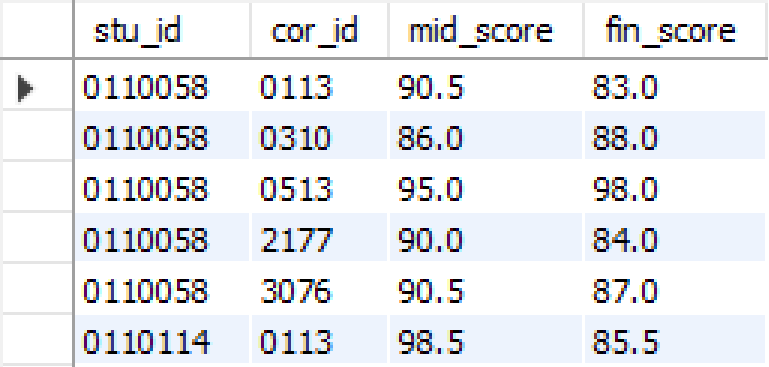 stu_id cor_id mid_score fin_score
0110058 0113 90.5 83.0
0110058 0310 86.0 88.0
0110058 0513 95.0 98.0
0110058 2177 90.0 84.0
0110058 3076 90.5 87.0
0110114 0113 98.5 85.5